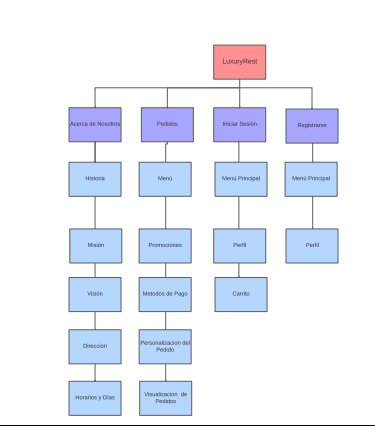 LuxuryRest
Acerca de Nosotros
Pedidos
Iniciar Sesión
Registrarse
Historia
Menú
Menú Principal
Menú Principal
Misión
Promociones
Perfil
Perfil
Visión
Metodos de Pago
Carrito
Direccion
Personalizacion del
Pedido
Horarios y Días
Visualizacion de
Pedidos